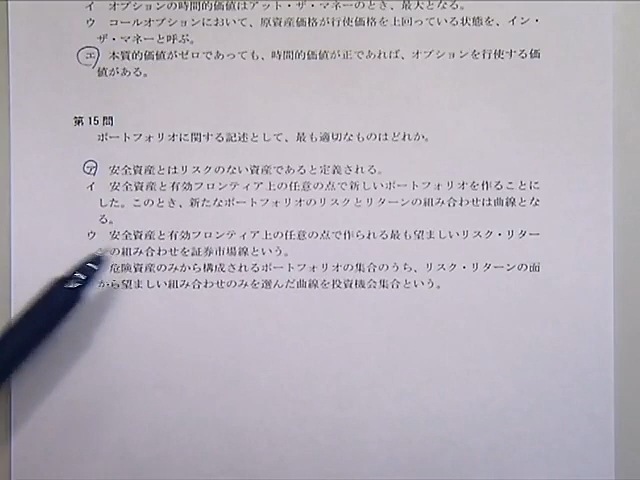 イ オプションの時間的価値はアット・ザ・マネーのとき、最大となる。
ウ コールオプションにおいて、原資産価格が行使価格を上回っている状態を、イン・
ザ・マネーと呼ぶ。
エ 本質的価値がゼロであっても、時間的価値が正であれば、オプションを行使する価
値がある。
第15問
ポートフォリオに関する記述として、最も適切なものはどれか。
ア 安全資産とはリスクのない資産であると定義される。
イ 安全資産と有効フロンティア上の任意の点で新しいポートフォリオを作ることに
した。このとき、新たなポートフォリオのリスクとリターンの組み合わせは曲線とな
る。
ウ 安全資産と有効フロンティア上の任意の点で作られる最も望ましいリスク・リター
の組み合わせを証券市場線という。
危険資産のみから構成されるポートフォリオの集合のうち、リスク・リターンの面
から望ましい組み合わせのみを選んだ曲線を投資機会集合という。